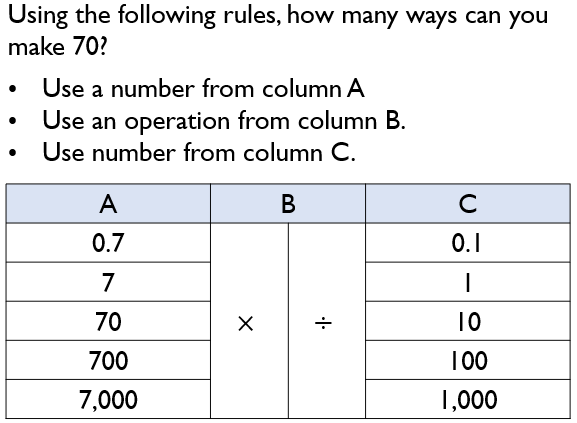 Using the following rules, how many ways can you
make 70?
• Use a number from column A
• Use an operation from column B.
• Use number from column C.
A B C
0.7 0.1
7 1
70 × ÷ 10
700 100
7,000 1,000